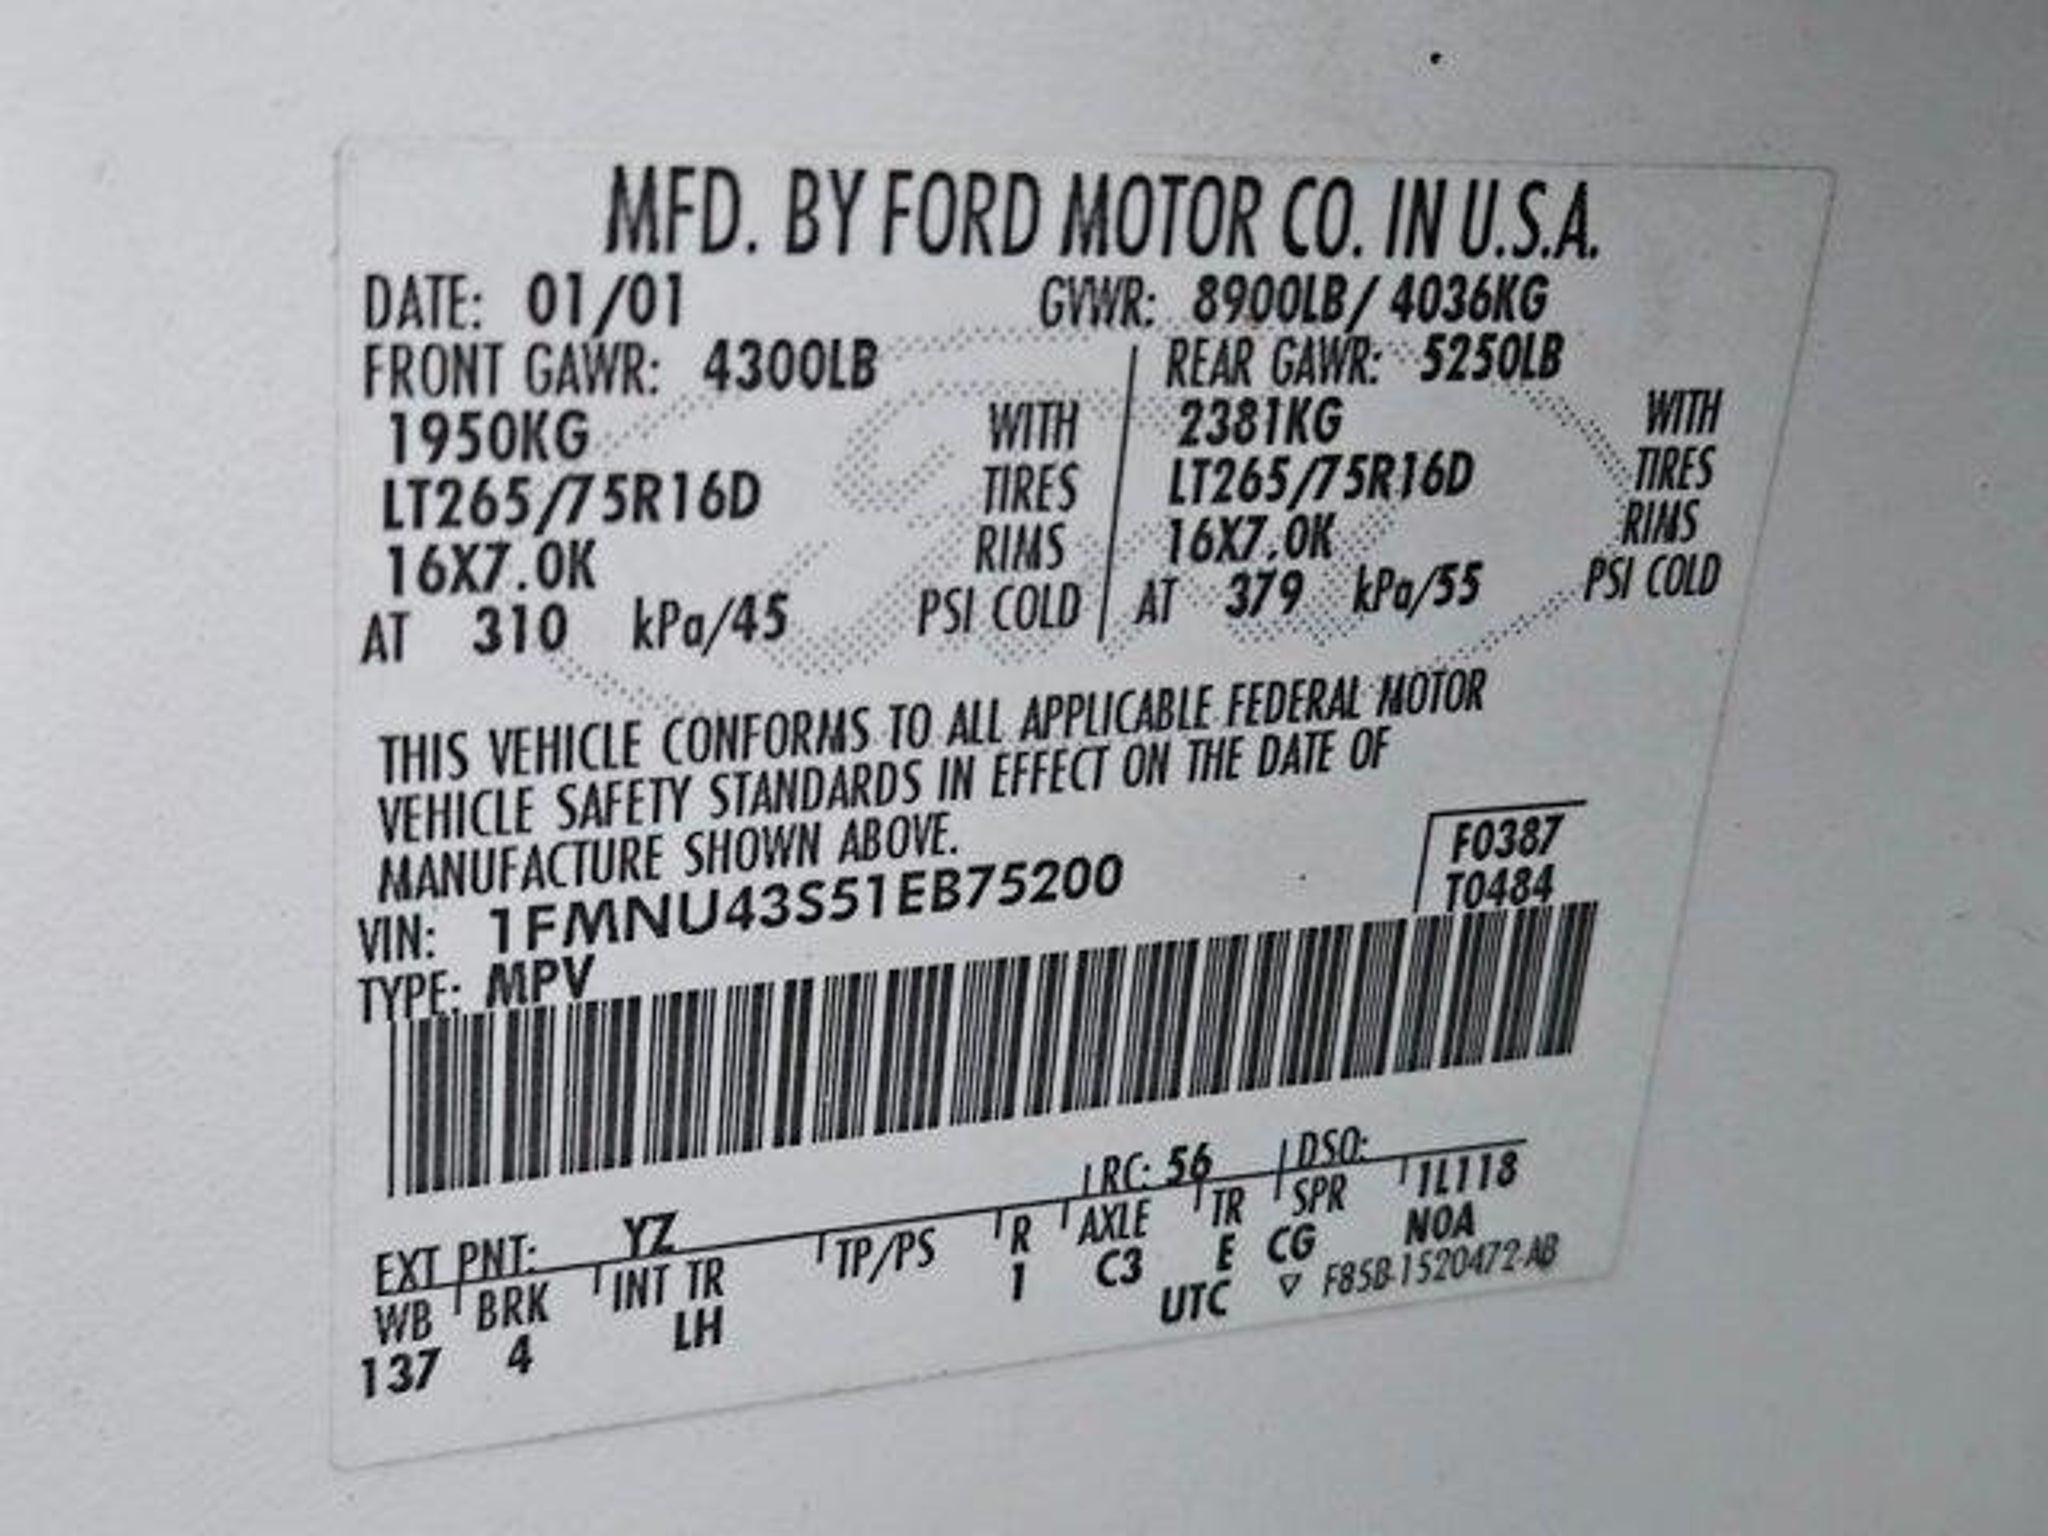 MFD. BY FORD MOTOR CO. IN U.S.A.
DATE: 01/01 GVWR: 8900LB/ 4036KG
FRONT GAWR: 4300LB REAR GAWR: 5250LB
1950KG WITH 2381KG WITH
LT265/75R16D TIRES LT265/75R16D TIRES
16X7.0K RIMS 16X7.0K RIMS
AT 310 kPa/45 PSI COLD AT 379 kPa/55 PSI COLD
THIS VEHICLE CONFORMS TO ALL APPLICABLE FEDERAL MOTOR
VEHICLE SAFETY STANDARDS IN EFFECT ON THE DATE OF
MANUFACTURE SHOWN ABOVE.
F0387
VIN: 1FMNU43S51EB75200 T0484
TYPE: MPV
RC: 56 DSO:
EXT PNT: YZ 1L118
WB BRK INT TR TP/PS R AXLE TR SPR
137 4 LH 1 C3 E CG NOA
UTC ▽ F85B-1520472-AB